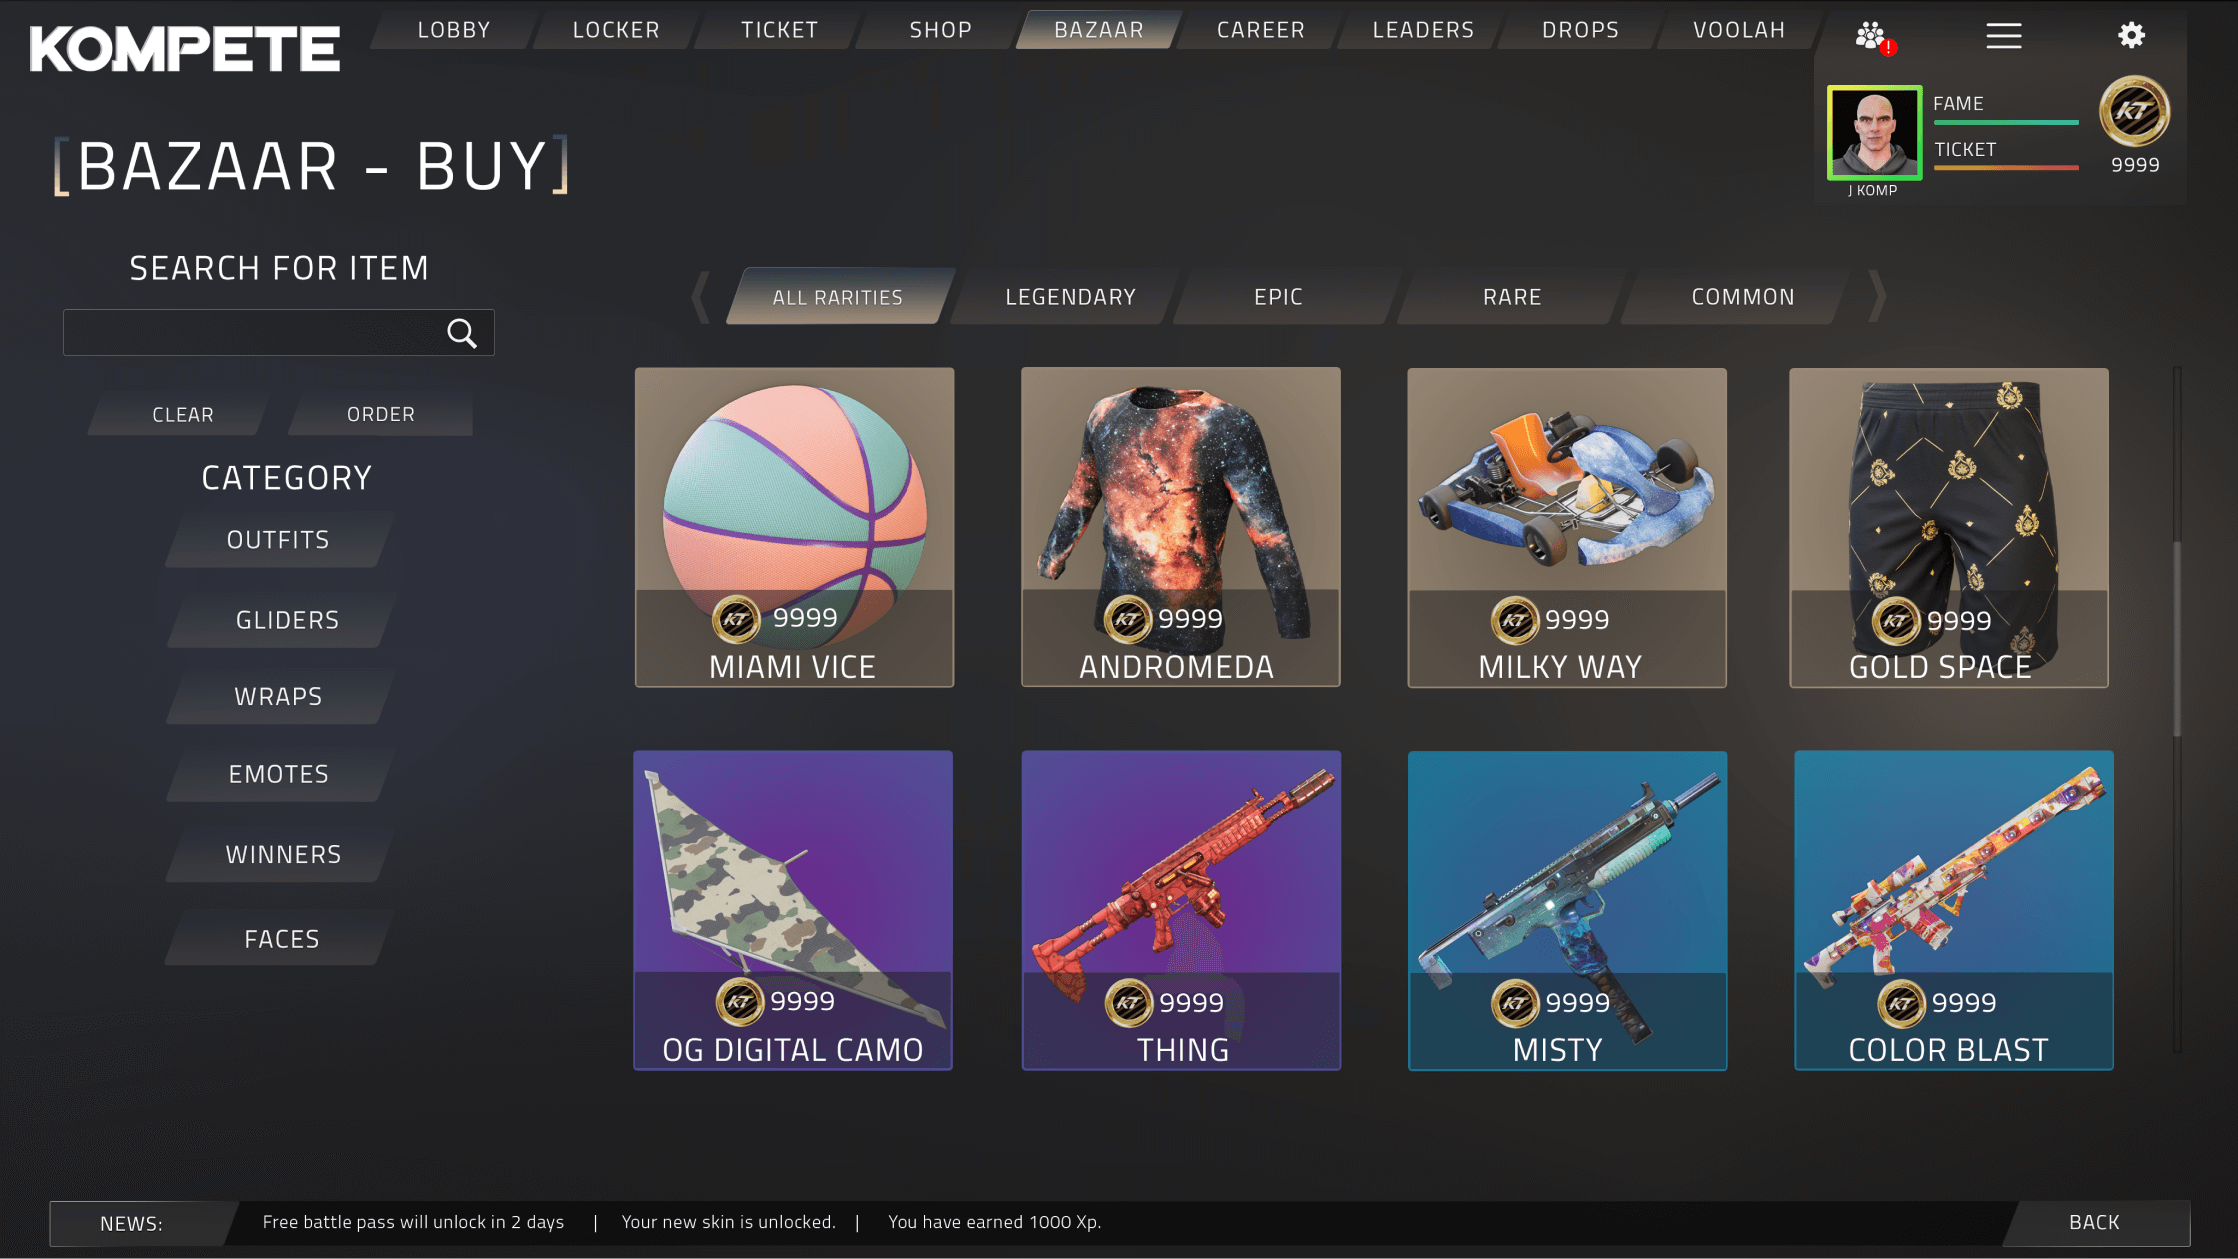 KOMPETE
LOBBY
LOCKER
TICKET
SHOP
BAZAAR
CAREER
LEADERS
DROPS
VOOLAH
!
[BAZAAR - BUY]
FAME
TICKET
KT
9999
J KOMP
SEARCH FOR ITEM
CLEAR
ORDER
CATEGORY
OUTFITS
GLIDERS
WRAPS
EMOTES
WINNERS
FACES
ALL RARITIES
LEGENDARY
EPIC
RARE
COMMON
KT 9999
MIAMI VICE
KT 9999
ANDROMEDA
KT 9999
MILKY WAY
KT 9999
GOLD SPACE
KT 9999
OG DIGITAL CAMO
KT 9999
THING
KT 9999
MISTY
KT 9999
COLOR BLAST
NEWS:
Free battle pass will unlock in 2 days | Your new skin is unlocked. | You have earned 1000 Xp.
BACK